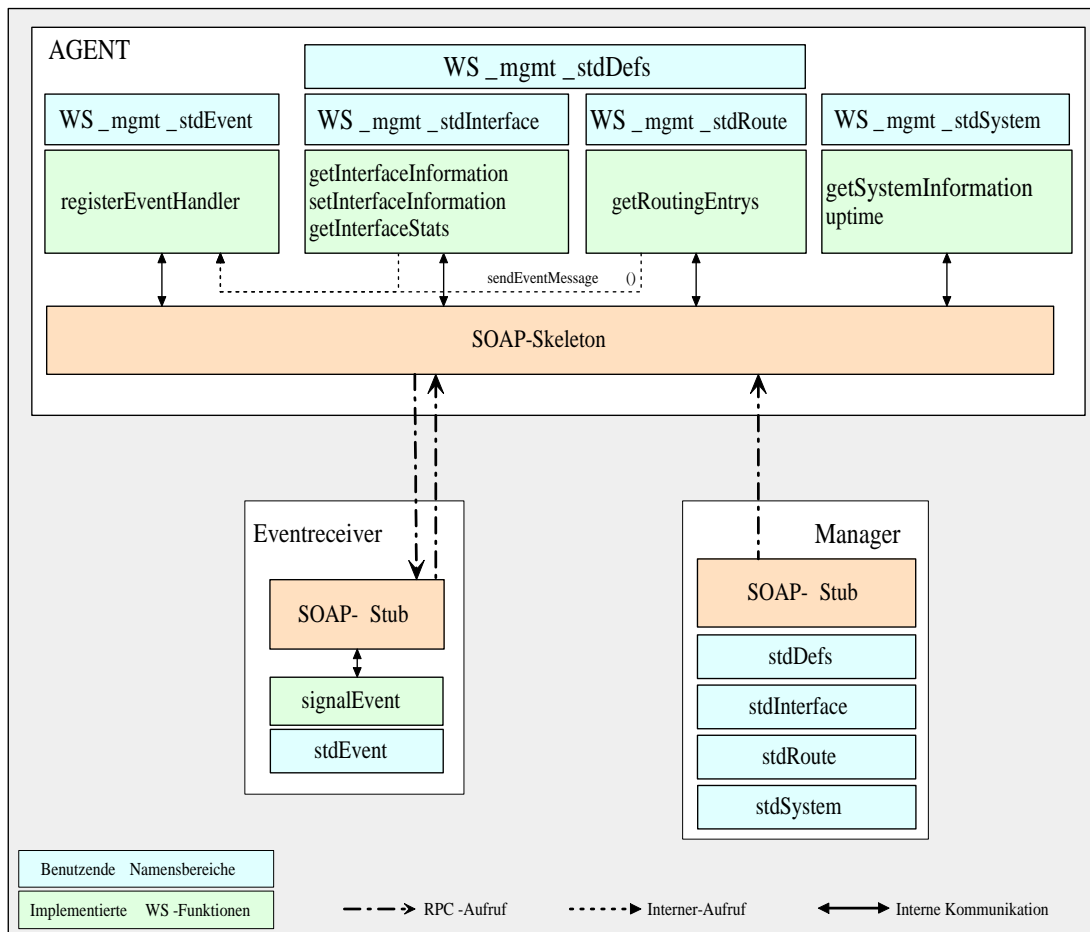 AGENT
WS _mgmt _stdDefs
WS _mgmt _stdEvent
WS _mgmt _stdInterface
WS _mgmt _stdRoute
WS _mgmt _stdSystem
registerEventHandler
getInterfaceInformation
setInterfaceInformation
getInterfaceStats
getRoutingEntrys
getSystemInformation
uptime
sendEventMessage ()
SOAP-Skeleton
Eventreceiver
SOAP- Stub
signalEvent
stdEvent
Manager
SOAP- Stub
stdDefs
stdInterface
stdRoute
stdSystem
Benutzende Namensbereiche
Implementierte WS -Funktionen
RPC -Aufruf
Interner-Aufruf
Interne Kommunikation